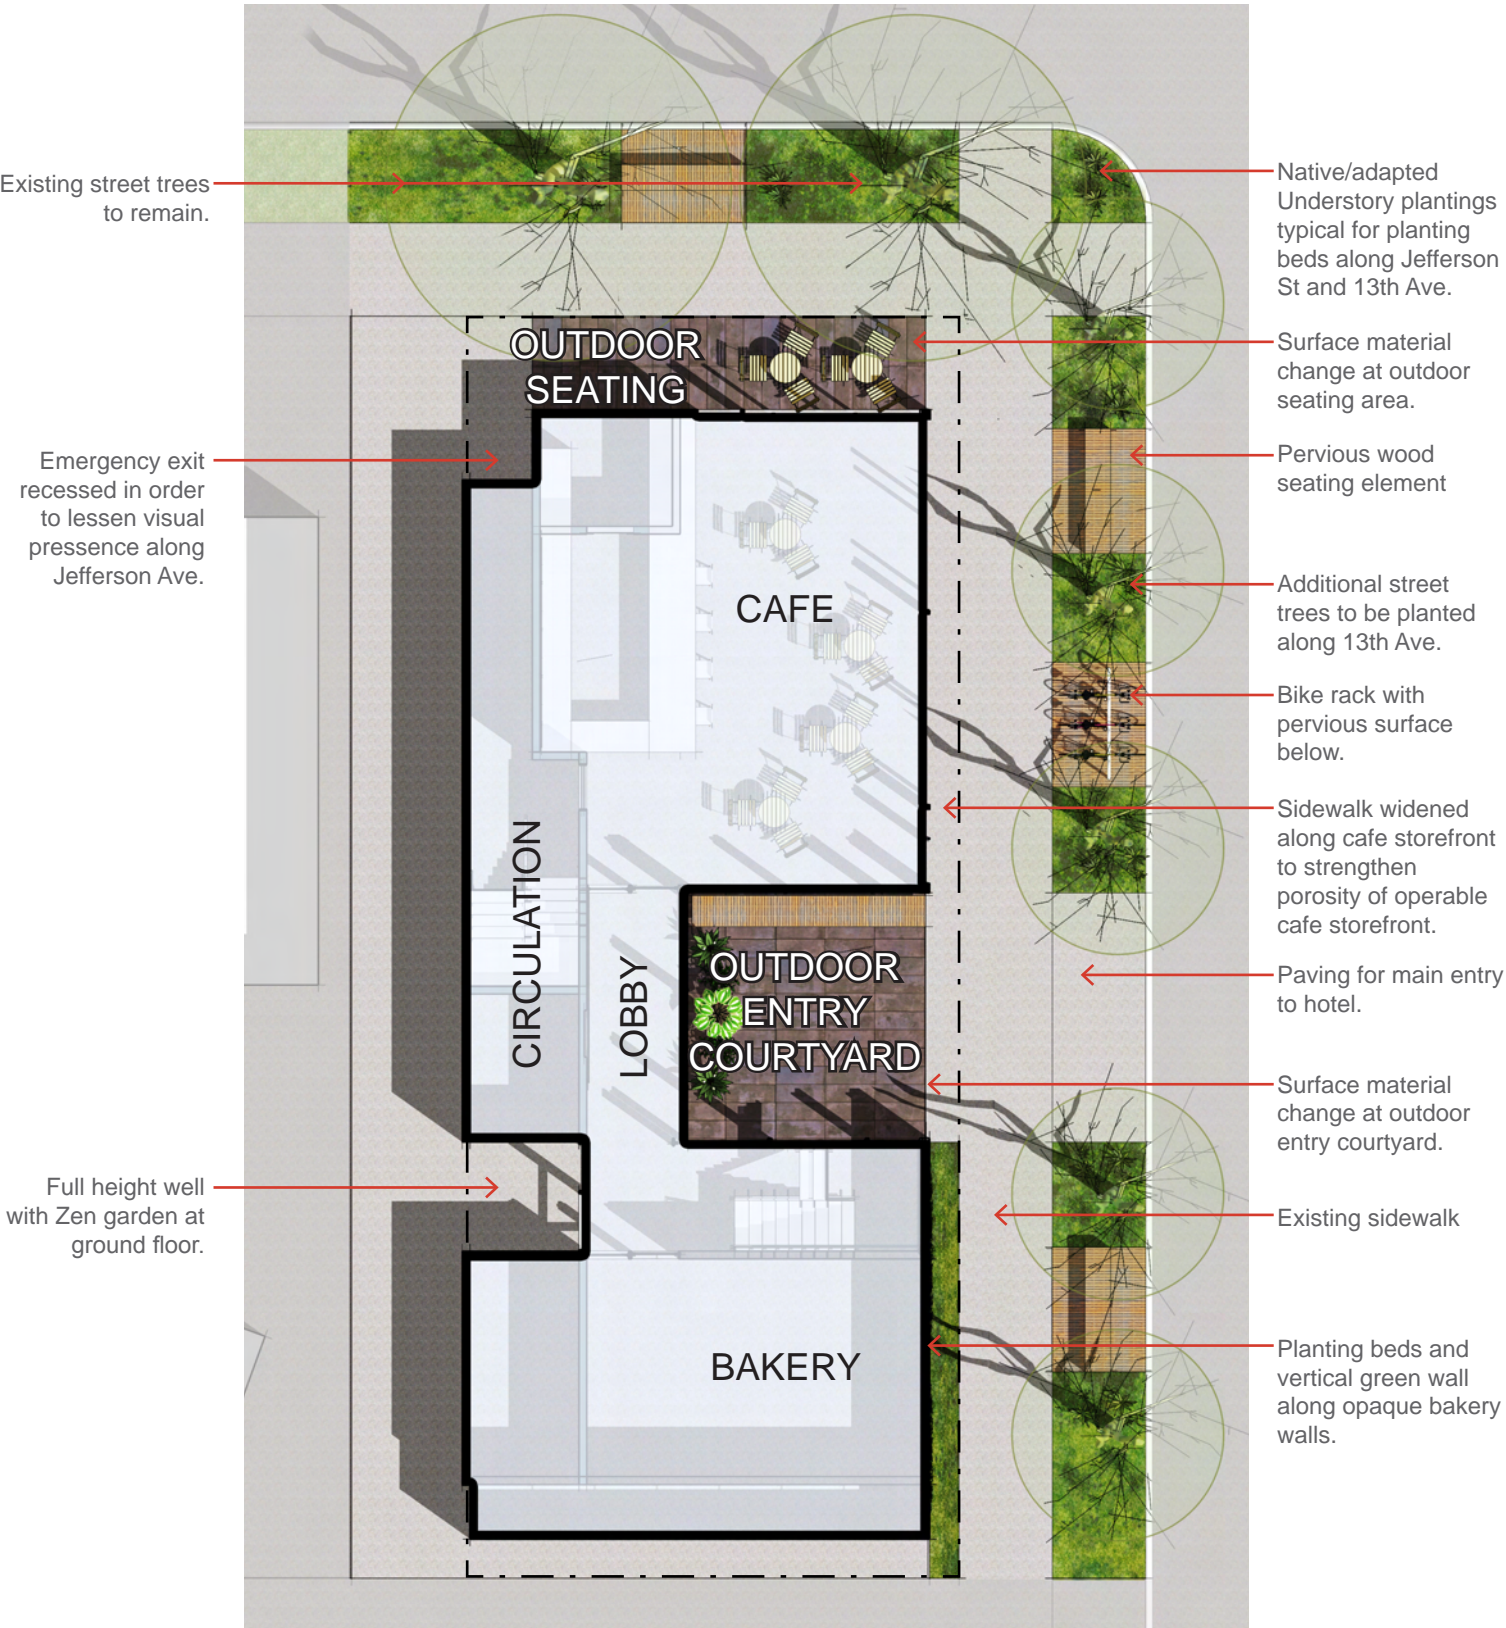 Existing street trees
to remain.
Emergency exit
recessed in order
to lessen visual
pressence along
Jefferson Ave.
Full height well
with Zen garden at
ground floor.
OUTDOOR
SEATING
CAFE
CIRCULATION
LOBBY
OUTDOOR
ENTRY
COURTYARD
BAKERY
Native/adapted
Understory plantings
typical for planting
beds along Jefferson
St and 13th Ave.
Surface material
change at outdoor
seating area.
Pervious wood
seating element
Additional street
trees to be planted
along 13th Ave.
Bike rack with
pervious surface
below.
Sidewalk widened
along cafe storefront
to strengthen
porosity of operable
cafe storefront.
Paving for main entry
to hotel.
Surface material
change at outdoor
entry courtyard.
Existing sidewalk
Planting beds and
vertical green wall
along opaque bakery
walls.